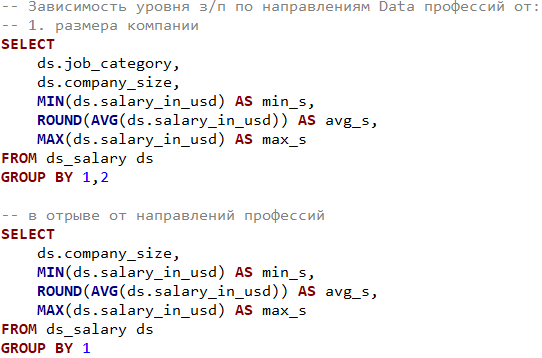 -- Зависимость уровня з/п по направлениям Data профессий от:
-- 1. размера компании
SELECT
    ds.job_category,
    ds.company_size,
    MIN(ds.salary_in_usd) AS min_s,
    ROUND(AVG(ds.salary_in_usd)) AS avg_s,
    MAX(ds.salary_in_usd) AS max_s
FROM ds_salary ds
GROUP BY 1,2

-- в отрыве от направлений профессий
SELECT
    ds.company_size,
    MIN(ds.salary_in_usd) AS min_s,
    ROUND(AVG(ds.salary_in_usd)) AS avg_s,
    MAX(ds.salary_in_usd) AS max_s
FROM ds_salary ds
GROUP BY 1